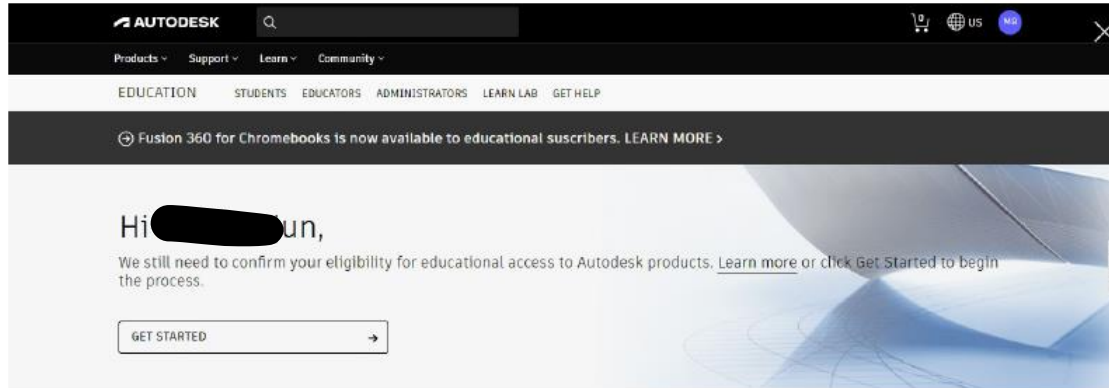 AUTODESK
0
US
MQ
Products Support Learn Community
EDUCATION STUDENTS EDUCATORS ADMINISTRATORS LEARN LAB GET HELP
Fusion 360 for Chromebooks is now available to educational suscribers. LEARN MORE >
Hi un,
We still need to confirm your eligibility for educational access to Autodesk products. Learn more or click Get Started to begin
the process.
GET STARTED